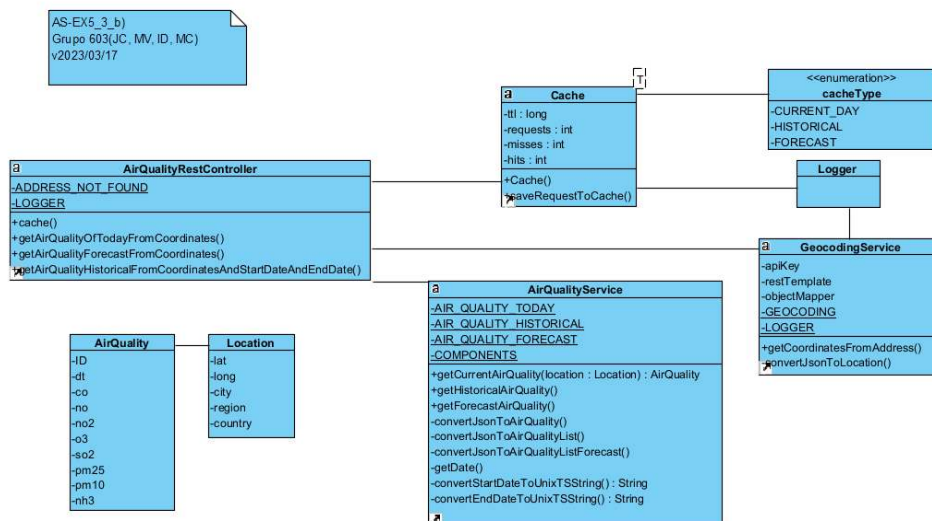 AS-EX5_3_b)
Grupo 603(JC, MV, ID, MC)
v2023/03/17
a
Cache
T
-ttl : long
-requests : int
-misses : int
-hits : int
+Cache()
+saveRequestToCache()
<<enumeration>>
cacheType
-CURRENT_DAY
-HISTORICAL
-FORECAST
a
AirQualityRestController
-ADDRESS_NOT_FOUND
-LOGGER
+cache()
+getAirQualityOfTodayFromCoordinates()
+getAirQualityForecastFromCoordinates()
+getAirQualityHistoricalFromCoordinatesAndStartDateAndEndDate()
Logger
a
GeocodingService
-apiKey
-restTemplate
-objectMapper
-GEOCODING
-LOGGER
+getCoordinatesFromAddress()
-convertJsonToLocation()
a
AirQualityService
-AIR_QUALITY_TODAY
-AIR_QUALITY_HISTORICAL
-AIR_QUALITY_FORECAST
-COMPONENTS
+getCurrentAirQuality(location : Location) : AirQuality
+getHistoricalAirQuality()
+getForecastAirQuality()
-convertJsonToAirQuality()
-convertJsonToAirQualityList()
-convertJsonToAirQualityListForecast()
-getDate()
-convertStartDateToUnixTSString() : String
-convertEndDateToUnixTSString() : String
AirQuality
-ID
-dt
-co
-no
-no2
-o3
-so2
-pm25
-pm10
-nh3
Location
-lat
-long
-city
-region
-country